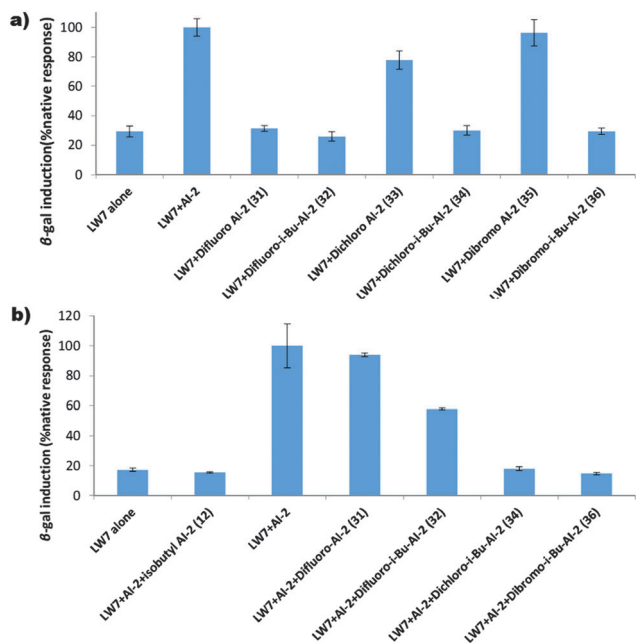 a)
β-gal induction(%native response)
100
80
60
40
20
0
LW7 alone
LW7+AI-2
LW7+Difluoro AI-2 (31)
LW7+Difluoro-i-Bu-AI-2 (32)
LW7+Dichloro AI-2 (33)
LW7+Dichloro-i-Bu-AI-2 (34)
LW7+Dibromo AI-2 (35)
LW7+Dibromo-i-Bu-AI-2 (36)
b)
β-gal induction (%native response)
120
100
80
60
40
20
0
LW7 alone
LW7+AI-2+isobutyl AI-2 (12)
LW7+AI-2
LW7+AI-2+Difluoro-AI-2 (31)
LW7+AI-2+Difluoro-i-Bu-AI-2 (32)
LW7+AI-2+Dichloro-i-Bu-AI-2 (34)
LW7+AI-2+Dibromo-i-Bu-AI-2 (36)